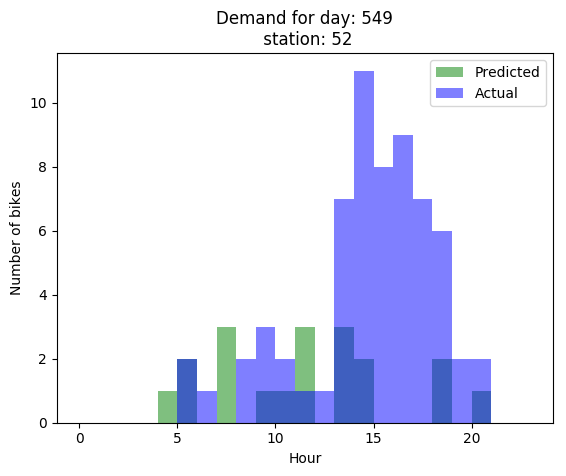 Demand for day: 549
station: 52
Predicted
Actual
Number of bikes
10
8
6
4
2
0
0
5
10
15
20
Hour